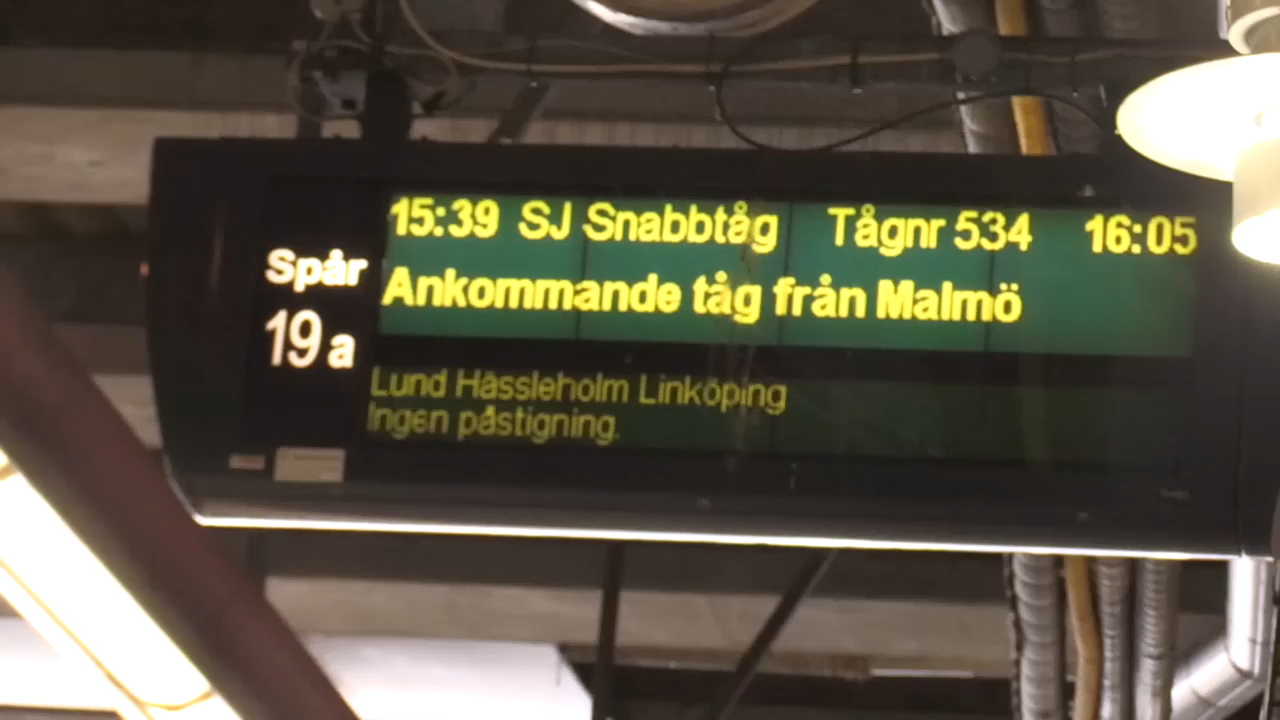 15:39 SJ Snabbtåg Tågnr 534 16:05
Ankommande tåg från Malmö
Spår
19 a
Lund Hässleholm Linköping
Ingen påstigning.